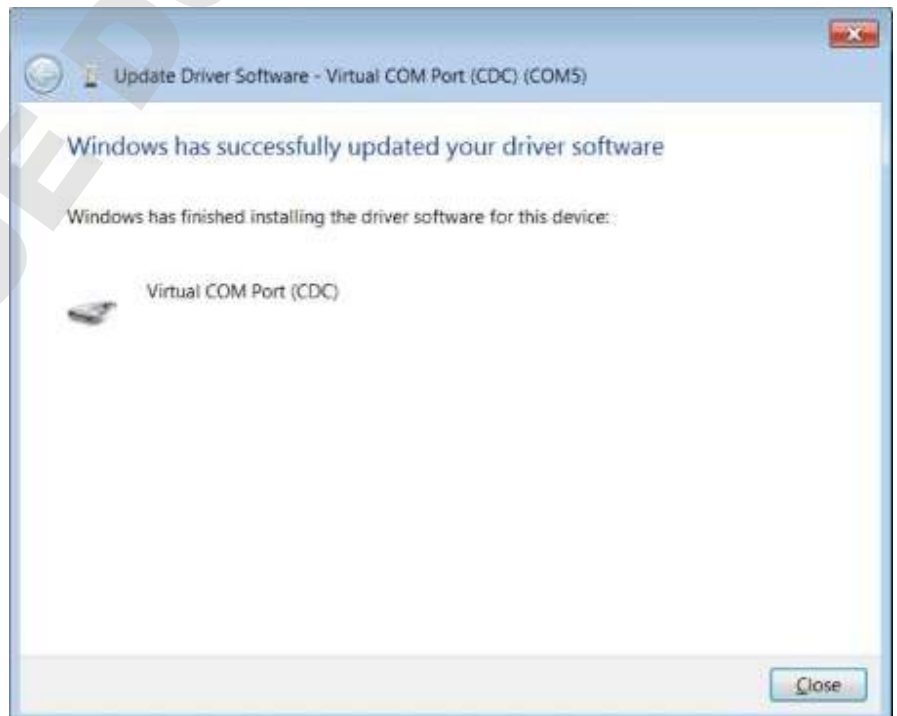 Update Driver Software - Virtual COM Port (CDC) (COM5)
Windows has successfully updated your driver software
Windows has finished installing the driver software for this device:
Virtual COM Port (CDC)
Close